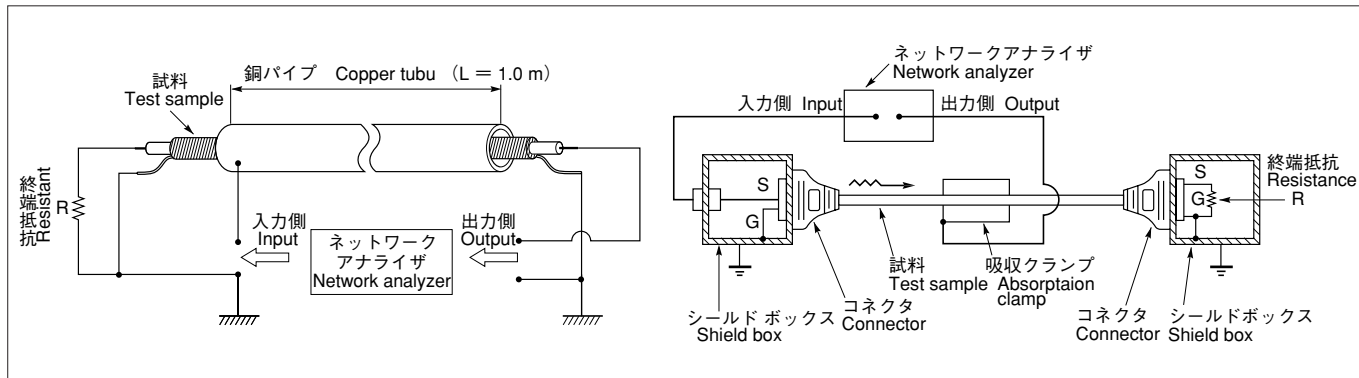 銅パイプ Copper tubu (L = 1.0 m)
試料
Test sample
終端抵抗
Resistant
R
入力側
Input
ネットワーク
アナライザ
Network analyzer
出力側
Output
ネットワークアナライザ
Network analyzer
入力側 Input
出力側 Output
S
G
S
G
終端抵抗
Resistance
R
試料
Test sample
吸収クランプ
Absorptaion
clamp
シールド ボックス
Shield box
コネクタ
Connector
コネクタ
Connector
シールドボックス
Shield box